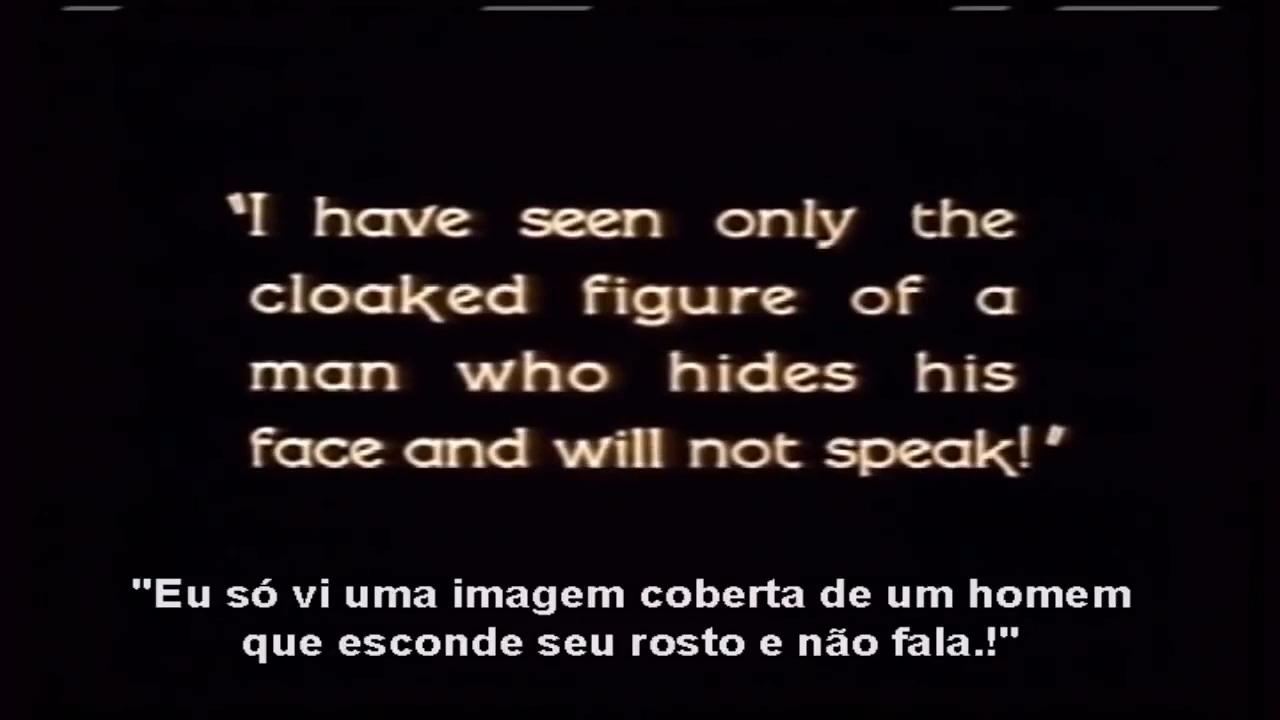 "I have seen only the
cloaked figure of a
man who hides his
face and will not speak!"
"Eu só vi uma imagem coberta de um homem
que esconde seu rosto e não fala.!"